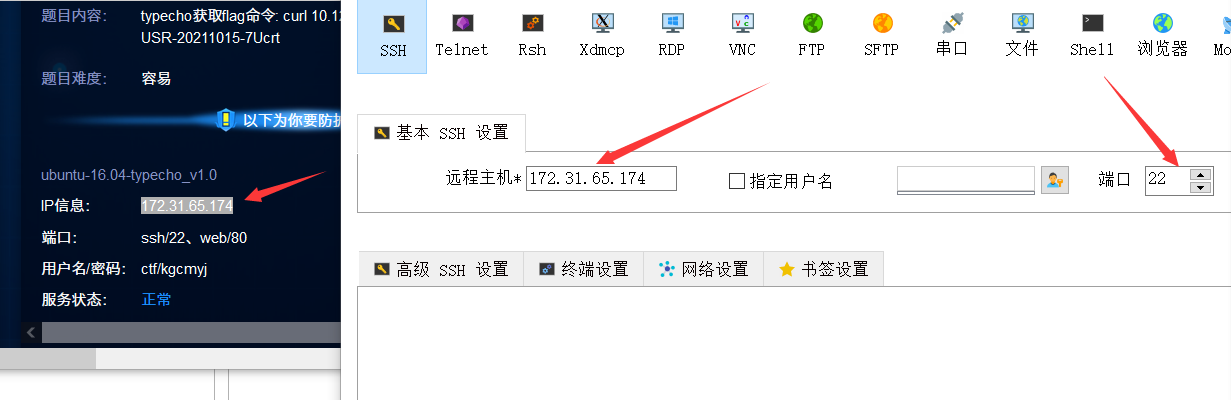 题目内容： typecho获取flag命令: curl 10.12
USR-20211015-7Ucrt
题目难度： 容易
以下为你要防护
ubuntu-16.04-typecho_v1.0
IP信息： 172.31.65.174
端口： ssh/22、web/80
用户名/密码： ctf/kgcmyj
服务状态： 正常
SSH Telnet Rsh Xdmcp RDP VNC FTP SFTP 串口 文件 Shell 浏览器 Mo
基本 SSH 设置
远程主机* 172.31.65.174 指定用户名 端口 22
高级 SSH 设置 终端设置 网络设置 书签设置